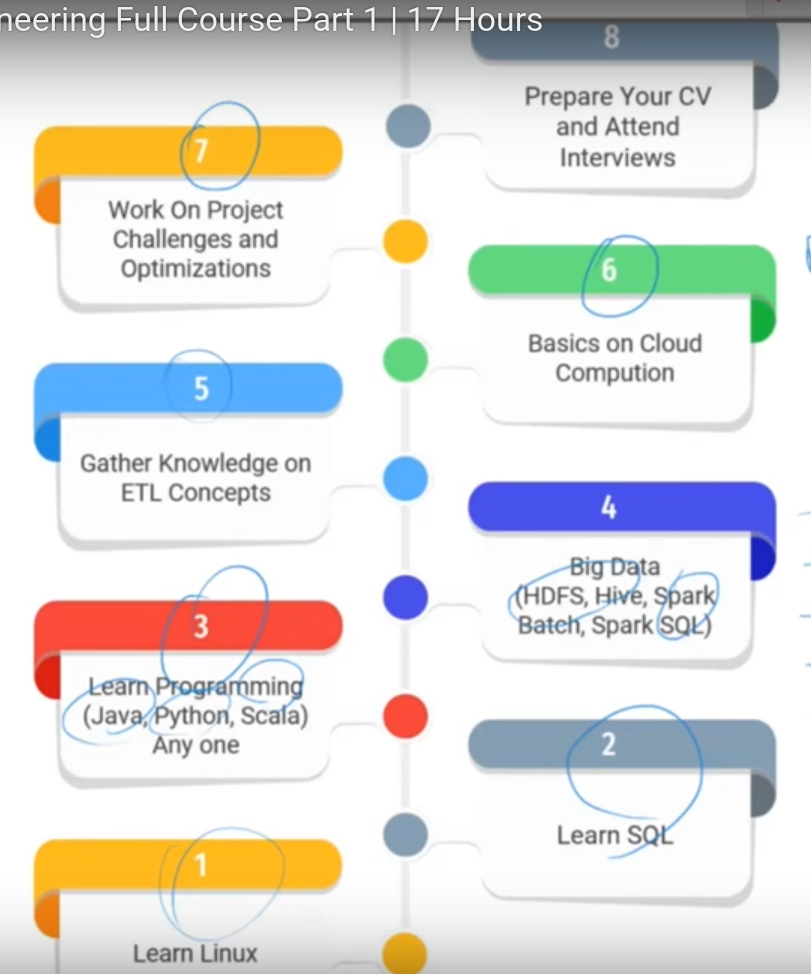 neering Full Course Part 1 | 17 Hours
8
Prepare Your CV
and Attend
Interviews
7
Work On Project
Challenges and
Optimizations
6
Basics on Cloud
Compution
5
Gather Knowledge on
ETL Concepts
4
Big Data
(HDFS, Hive, Spark
Batch, Spark SQL)
3
Learn Programming
(Java, Python, Scala)
Any one
2
Learn SQL
1
Learn Linux